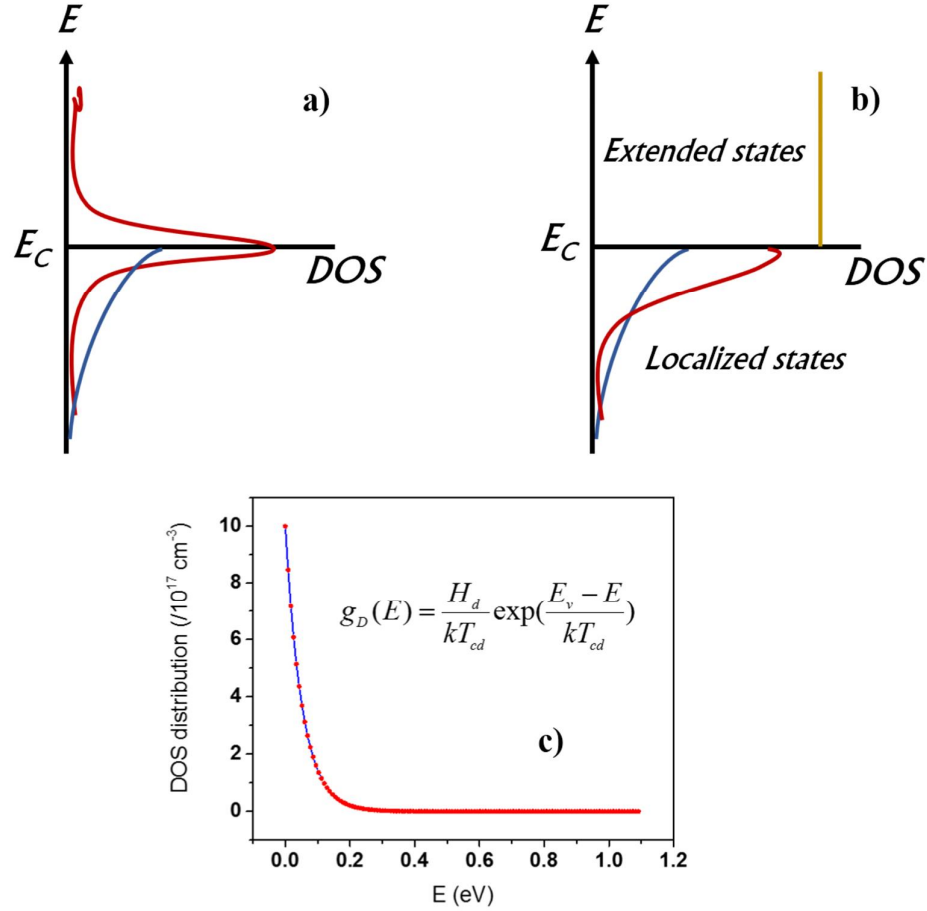 E
a)
E_C
DOS
E
b)
Extended states
E_C
DOS
Localized states
DOS distribution (/10^17 cm^-3)
10
8
6
4
2
0
g_D(E) = H_d/kT_cd exp(E_v − E/kT_cd)
c)
0.0 0.2 0.4 0.6 0.8 1.0 1.2
E (eV)